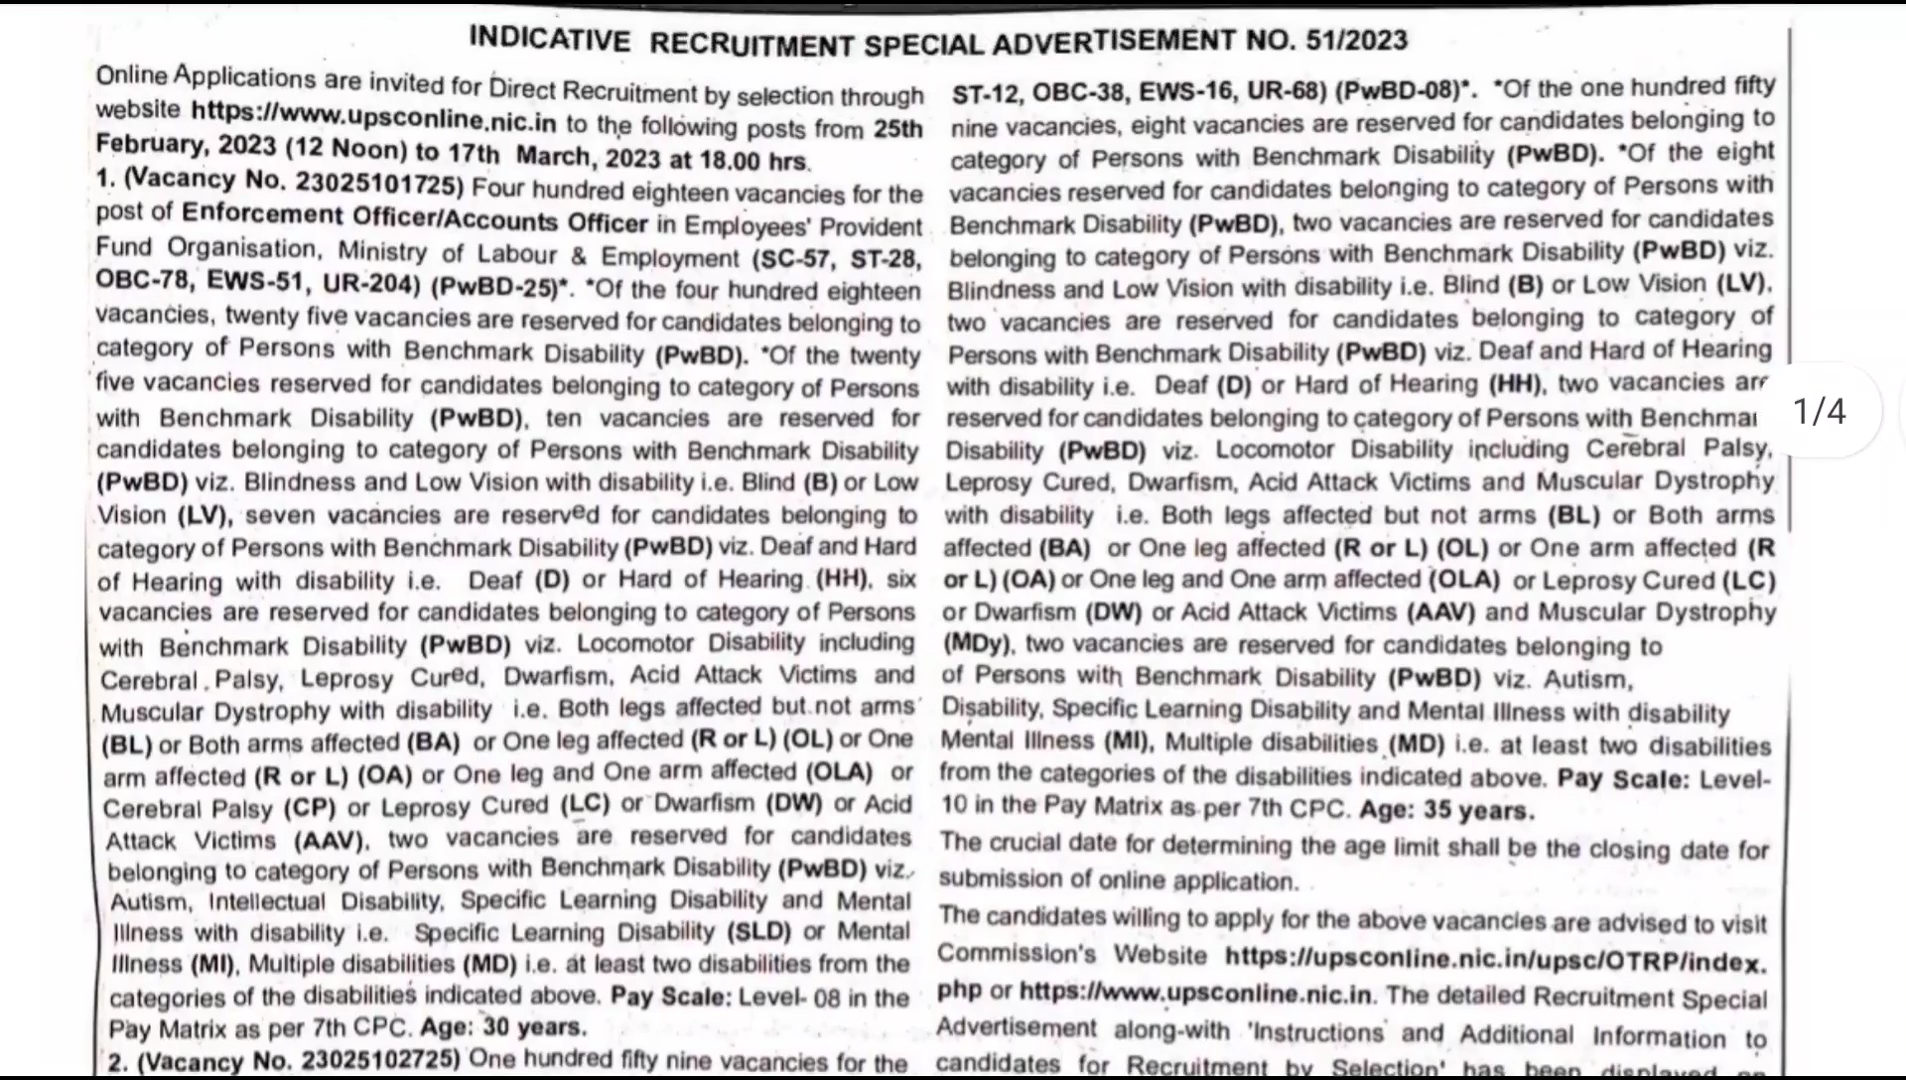 INDICATIVE RECRUITMENT SPECIAL ADVERTISEMENT NO. 51/2023
Online Applications are invited for Direct Recruitment by selection through
website https://www.upsconline.nic.in to the following posts from 25th
February, 2023 (12 Noon) to 17th March, 2023 at 18.00 hrs.
1. (Vacancy No. 23025101725) Four hundred eighteen vacancies for the
post of Enforcement Officer/Accounts Officer in Employees' Provident
Fund Organisation, Ministry of Labour & Employment (SC-57, ST-28,
OBC-78, EWS-51, UR-204) (PwBD-25)*. *Of the four hundred eighteen
vacancies, twenty five vacancies are reserved for candidates belonging to
category of Persons with Benchmark Disability (PwBD). *Of the twenty
five vacancies reserved for candidates belonging to category of Persons
with Benchmark Disability (PwBD), ten vacancies are reserved for
candidates belonging to category of Persons with Benchmark Disability
(PwBD) viz. Blindness and Low Vision with disability i.e. Blind (B) or Low
Vision (LV), seven vacancies are reserved for candidates belonging to
category of Persons with Benchmark Disability (PwBD) viz. Deaf and Hard
of Hearing with disability i.e. Deaf (D) or Hard of Hearing (HH), six
vacancies are reserved for candidates belonging to category of Persons
with Benchmark Disability (PwBD) viz. Locomotor Disability including
Cerebral Palsy, Leprosy Cured, Dwarfism, Acid Attack Victims and
Muscular Dystrophy with disability i.e. Both legs affected but not arms
(BL) or Both arms affected (BA) or One leg affected (R or L) (OL) or One
arm affected (R or L) (OA) or One leg and One arm affected (OLA) or
Cerebral Palsy (CP) or Leprosy Cured (LC) or Dwarfism (DW) or Acid
Attack Victims (AAV), two vacancies are reserved for candidates
belonging to category of Persons with Benchmark Disability (PwBD) viz.
Autism, Intellectual Disability, Specific Learning Disability and Mental
Illness with disability i.e. Specific Learning Disability (SLD) or Mental
Illness (MI), Multiple disabilities (MD) i.e. at least two disabilities from the
categories of the disabilities indicated above. Pay Scale: Level- 08 in the
Pay Matrix as per 7th CPC. Age: 30 years.
2. (Vacancy No. 23025102725) One hundred fifty nine vacancies for the
ST-12, OBC-38, EWS-16, UR-68) (PwBD-08)*. *Of the one hundred fifty
nine vacancies, eight vacancies are reserved for candidates belonging to
category of Persons with Benchmark Disability (PwBD). *Of the eight
vacancies reserved for candidates belonging to category of Persons with
Benchmark Disability (PwBD), two vacancies are reserved for candidates
belonging to category of Persons with Benchmark Disability (PwBD) viz.
Blindness and Low Vision with disability i.e. Blind (B) or Low Vision (LV),
two vacancies are reserved for candidates belonging to category of
Persons with Benchmark Disability (PwBD) viz. Deaf and Hard of Hearing
with disability i.e. Deaf (D) or Hard of Hearing (HH), two vacancies are
reserved for candidates belonging to category of Persons with Benchmar
Disability (PwBD) viz. Locomotor Disability including Cerebral Palsy,
Leprosy Cured, Dwarfism, Acid Attack Victims and Muscular Dystrophy
with disability i.e. Both legs affected but not arms (BL) or Both arms
affected (BA) or One leg affected (R or L) (OL) or One arm affected (R
or L) (OA) or One leg and One arm affected (OLA) or Leprosy Cured (LC)
or Dwarfism (DW) or Acid Attack Victims (AAV) and Muscular Dystrophy
(MDy), two vacancies are reserved for candidates belonging to
of Persons with Benchmark Disability (PwBD) viz. Autism,
Disability, Specific Learning Disability and Mental Illness with disability
Mental Illness (MI), Multiple disabilities (MD) i.e. at least two disabilities
from the categories of the disabilities indicated above. Pay Scale: Level-
10 in the Pay Matrix as per 7th CPC. Age: 35 years.
The crucial date for determining the age limit shall be the closing date for
submission of online application.
The candidates willing to apply for the above vacancies are advised to visit
Commission's Website https://upsconline.nic.in/upsc/OTRP/index.
php or https://www.upsconline.nic.in. The detailed Recruitment Special
Advertisement along-with 'Instructions and Additional Information to
candidates for Recruitment by Selection' has been displayed on
1/4